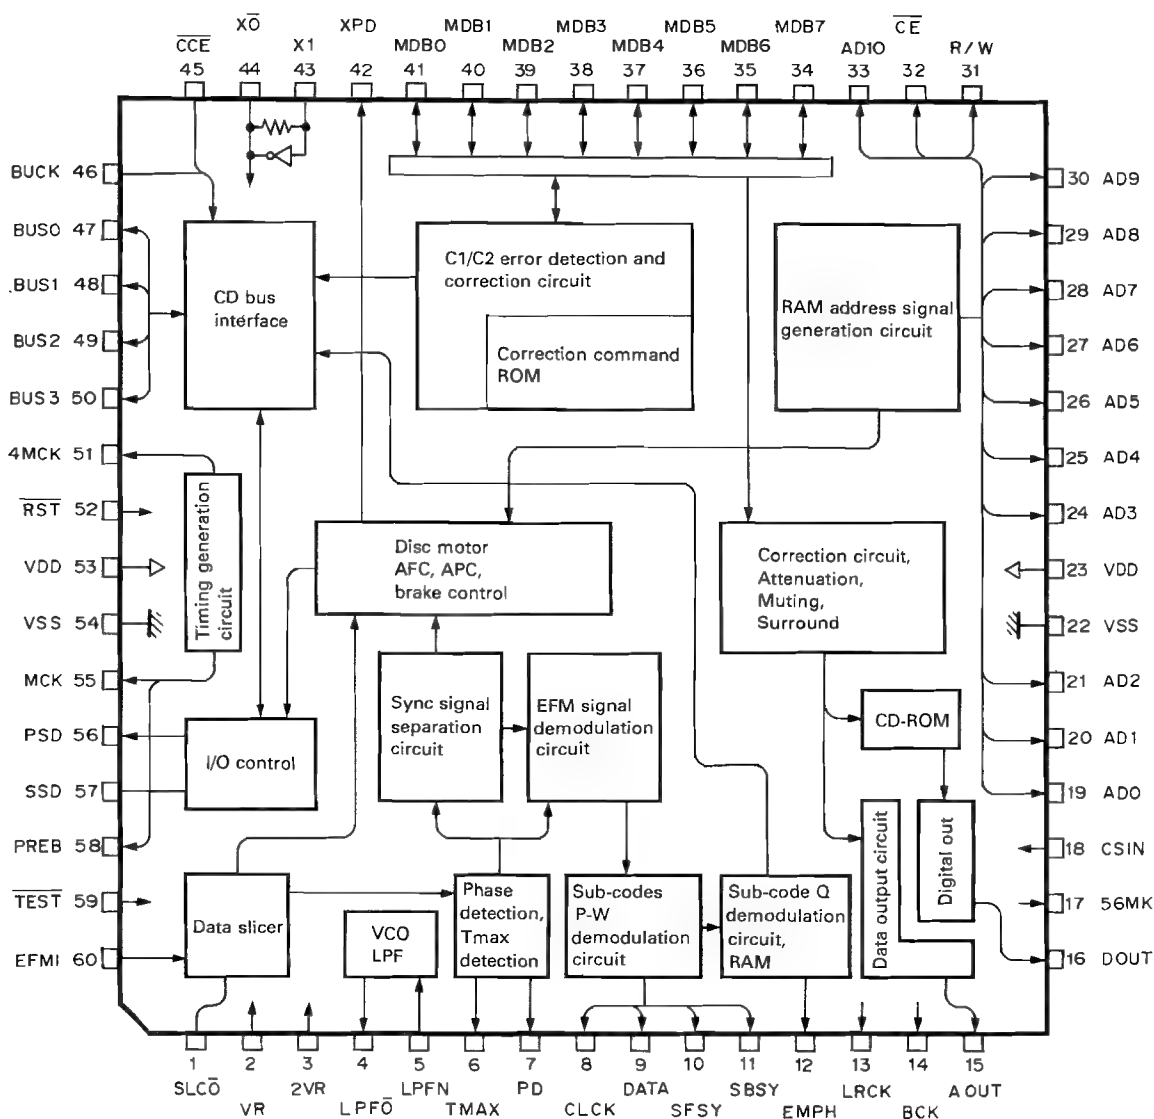 XO̅ XPD MDB1 MDB3 MDB5 MDB7 C̅E̅
C̅C̅E̅ X1 MDB0 MDB2 MDB4 MDB6 AD10 R/W
45 44 43 42 41 40 39 38 37 36 35 34 33 32 31
BUCK 46
BUS0 47
BUS1 48
BUS2 49
BUS3 50
4MCK 51
R̅S̅T̅ 52
VDD 53
VSS 54
MCK 55
PSD 56
SSD 57
PREB 58
T̅E̅S̅T̅ 59
EFMI 60
CD bus
interface
C1/C2 error detection and
correction circuit
Correction command
ROM
RAM address signal
generation circuit
Timing generation
circuit
Disc motor
AFC, APC,
brake control
Correction circuit,
Attenuation,
Muting,
Surround
Sync signal
separation
circuit
EFM signal
demodulation
circuit
CD-ROM
I/O control
Data slicer
VCO
LPF
Phase
detection,
Tmax
detection
Sub-codes
P-W
demodulation
circuit
Sub-code Q
demodulation
circuit,
RAM
Data output circuit
Digital out
30 AD9
29 AD8
28 AD7
27 AD6
26 AD5
25 AD4
24 AD3
23 VDD
22 VSS
21 AD2
20 AD1
19 AD0
18 CSIN
17 56MK
16 DOUT
1 2 3 4 5 6 7 8 9 10 11 12 13 14 15
SLCO̅ 2VR LPFN PD DATA SBSY LRCK AOUT
VR LPFO̅ TMAX CLCK SFSY EMPH BCK